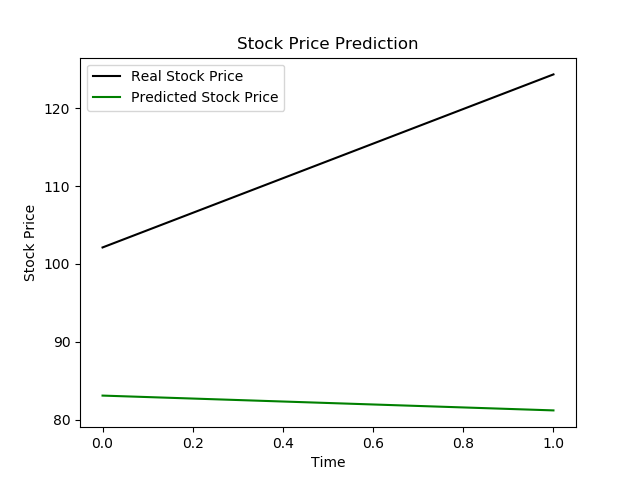 Stock Price Prediction
Real Stock Price
Predicted Stock Price
Stock Price
120
110
100
90
80
0.0 0.2 0.4 0.6 0.8 1.0
Time